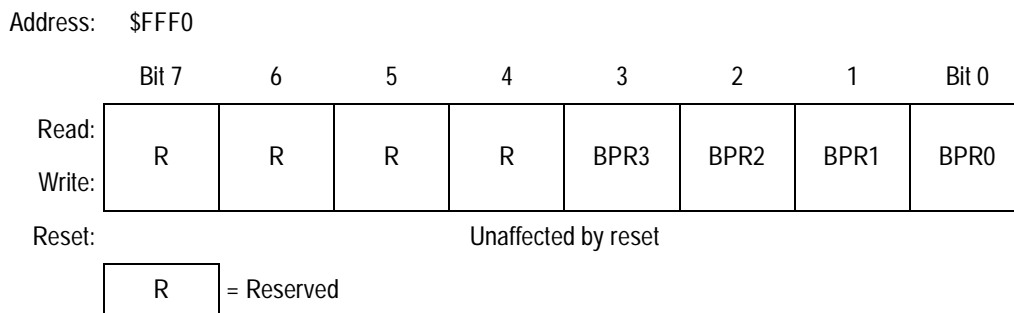 Address: $FFF0
Bit 7 6 5 4 3 2 1 Bit 0
Read:
R R R R BPR3 BPR2 BPR1 BPR0
Write:
Reset: Unaffected by reset
R = Reserved